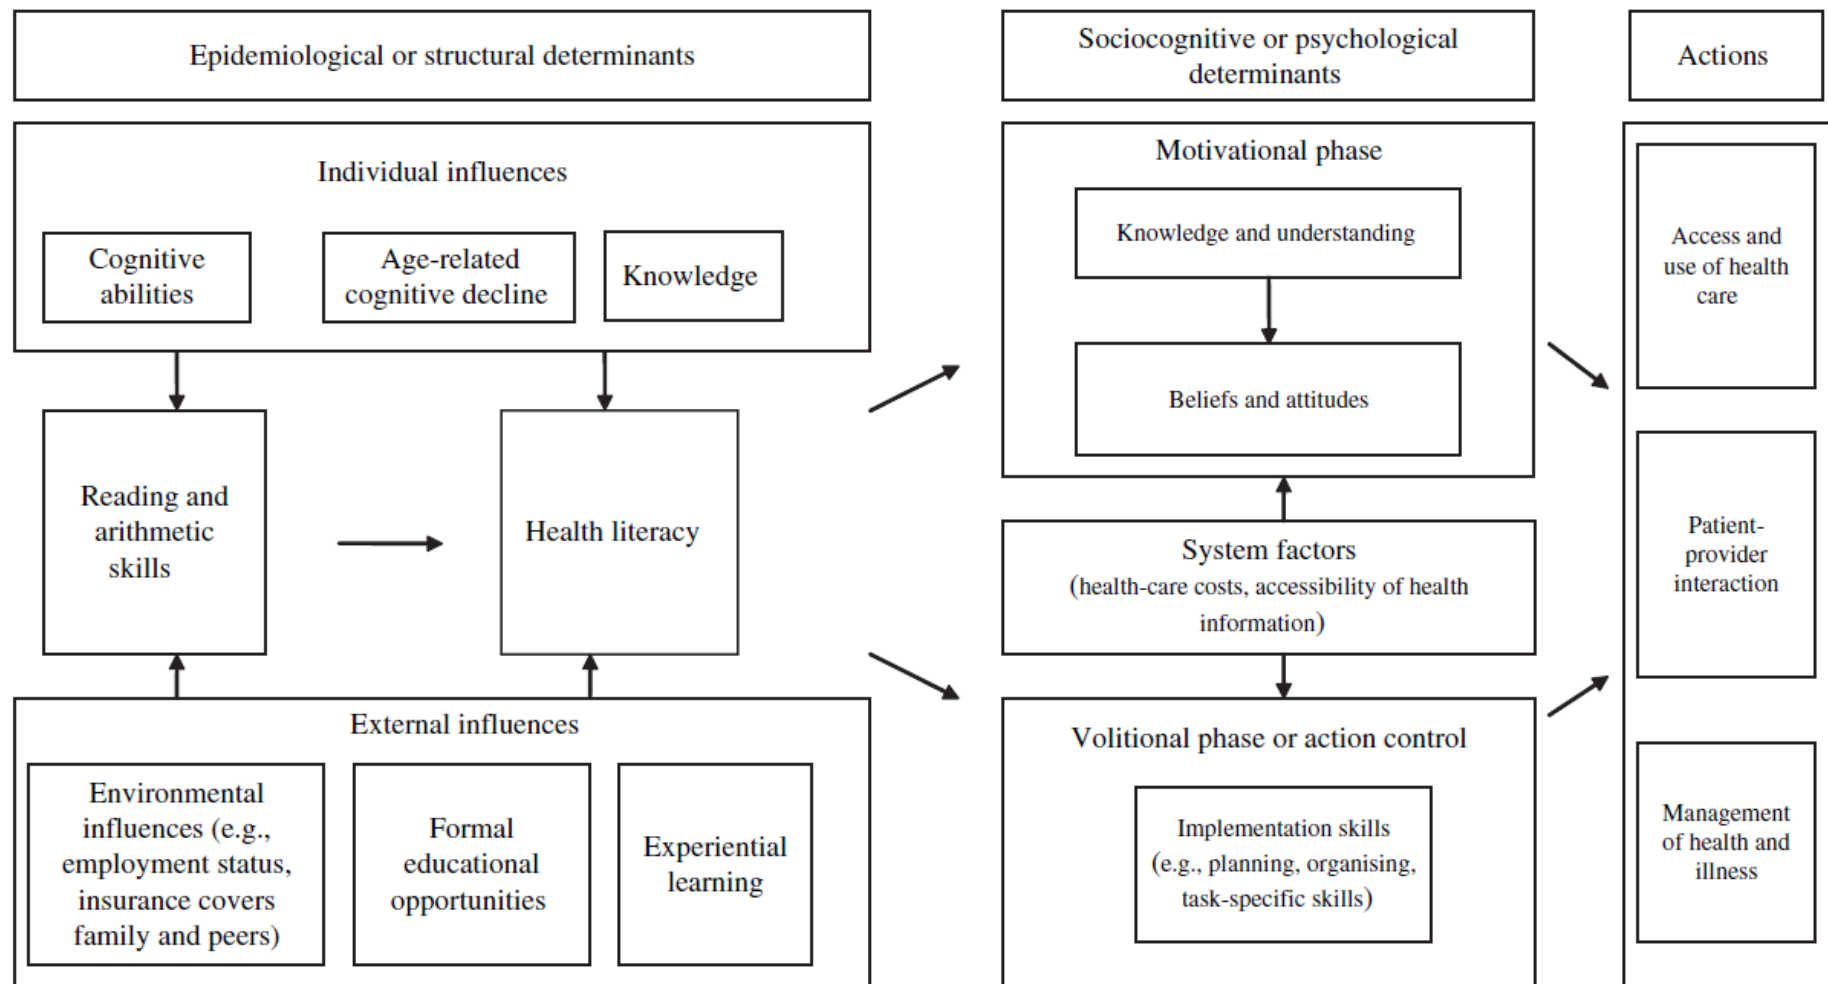 Epidemiological or structural determinants
Sociocognitive or psychological
determinants
Actions
Individual influences
Cognitive
abilities
Age-related
cognitive decline
Knowledge
Reading and
arithmetic
skills
Health literacy
External influences
Environmental
influences (e.g.,
employment status,
insurance covers
family and peers)
Formal
educational
opportunities
Experiential
learning
Motivational phase
Knowledge and understanding
Beliefs and attitudes
System factors
(health-care costs, accessibility of health
information)
Volitional phase or action control
Implementation skills
(e.g., planning, organising,
task-specific skills)
Access and
use of health
care
Patient-
provider
interaction
Management
of health and
illness